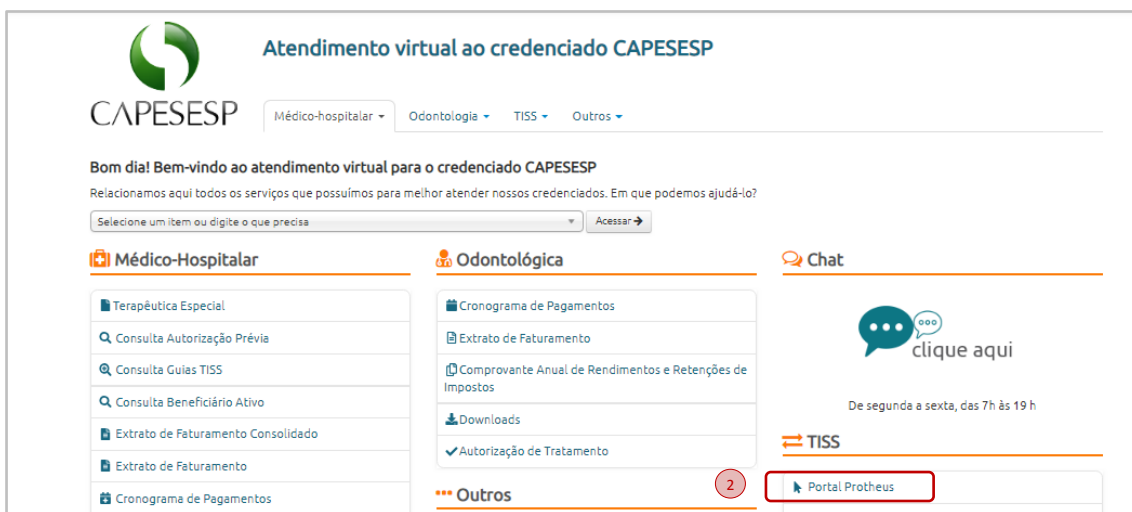 Atendimento virtual ao credenciado CAPESESP
CAPESESP
Médico-hospitalar
Odontologia
TISS
Outros
Bom dia! Bem-vindo ao atendimento virtual para o credenciado CAPESESP
Relacionamos aqui todos os serviços que possuímos para melhor atender nossos credenciados. Em que podemos ajudá-lo?
Selecione um item ou digite o que precisa
Acessar
Médico-Hospitalar
Terapêutica Especial
Consulta Autorização Prévia
Consulta Guias TISS
Consulta Beneficiário Ativo
Extrato de Faturamento Consolidado
Extrato de Faturamento
Cronograma de Pagamentos
Odontológica
Cronograma de Pagamentos
Extrato de Faturamento
Comprovante Anual de Rendimentos e Retenções de
Impostos
Downloads
Autorização de Tratamento
Outros
Chat
clique aqui
De segunda a sexta, das 7h às 19 h
TISS
2
Portal Protheus